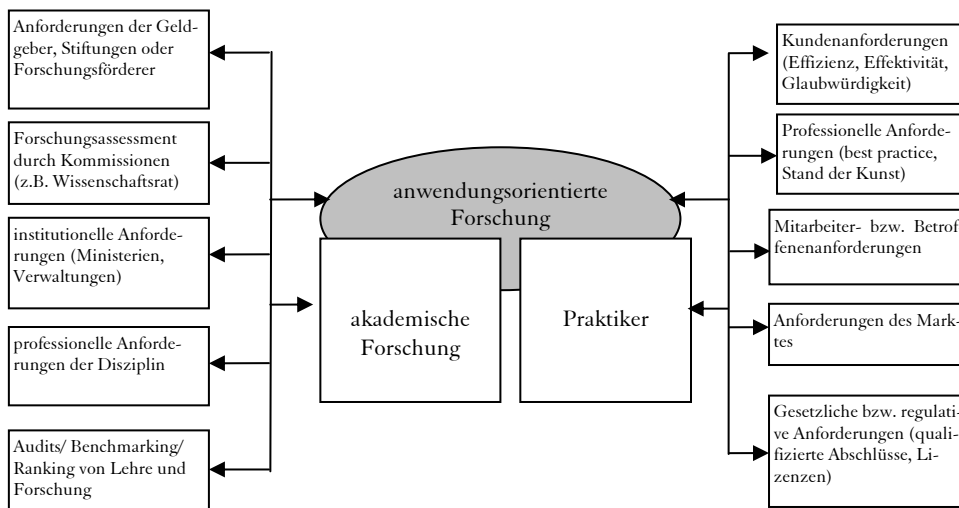 Anforderungen der Geld-
geber, Stiftungen oder
Forschungsförderer
Forschungsassessment
durch Kommissionen
(z.B. Wissenschaftsrat)
institutionelle Anforde-
rungen (Ministerien,
Verwaltungen)
professionelle Anforde-
rungen der Disziplin
Audits/ Benchmarking/
Ranking von Lehre und
Forschung
anwendungsorientierte
Forschung
akademische
Forschung
Praktiker
Kundenanforderungen
(Effizienz, Effektivität,
Glaubwürdigkeit)
Professionelle Anforde-
rungen (best practice,
Stand der Kunst)
Mitarbeiter- bzw. Betrof-
fenenanforderungen
Anforderungen des Mark-
tes
Gesetzliche bzw. regulati-
ve Anforderungen (quali-
fizierte Abschlüsse, Li-
zenzen)